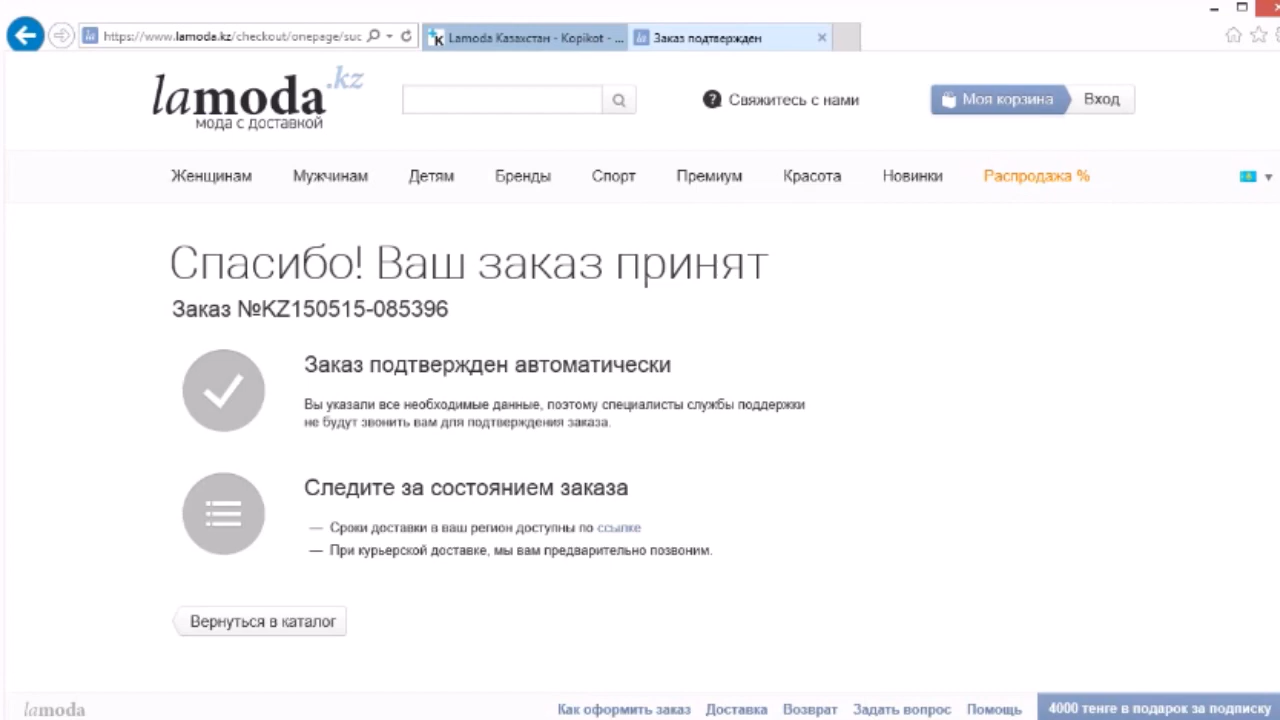 https://www.lamoda.kz/checkout/onepage/suc
Lamoda Казахстан - Kopikot - ...
Заказ подтвержден
lamoda.kz
мода с доставкой
Свяжитесь с нами
Моя корзина
Вход
Женщинам Мужчинам Детям Бренды Спорт Премиум Красота Новинки Распродажа %
Спасибо! Ваш заказ принят
Заказ №KZ150515-085396
Заказ подтвержден автоматически
Вы указали все необходимые данные, поэтому специалисты службы поддержки
не будут звонить вам для подтверждения заказа.
Следите за состоянием заказа
— Сроки доставки в ваш регион доступны по ссылке
— При курьерской доставке, мы вам предварительно позвоним.
Вернуться в каталог
lamoda
Как оформить заказ Доставка Возврат Задать вопрос Помощь
4000 тенге в подарок за подписку